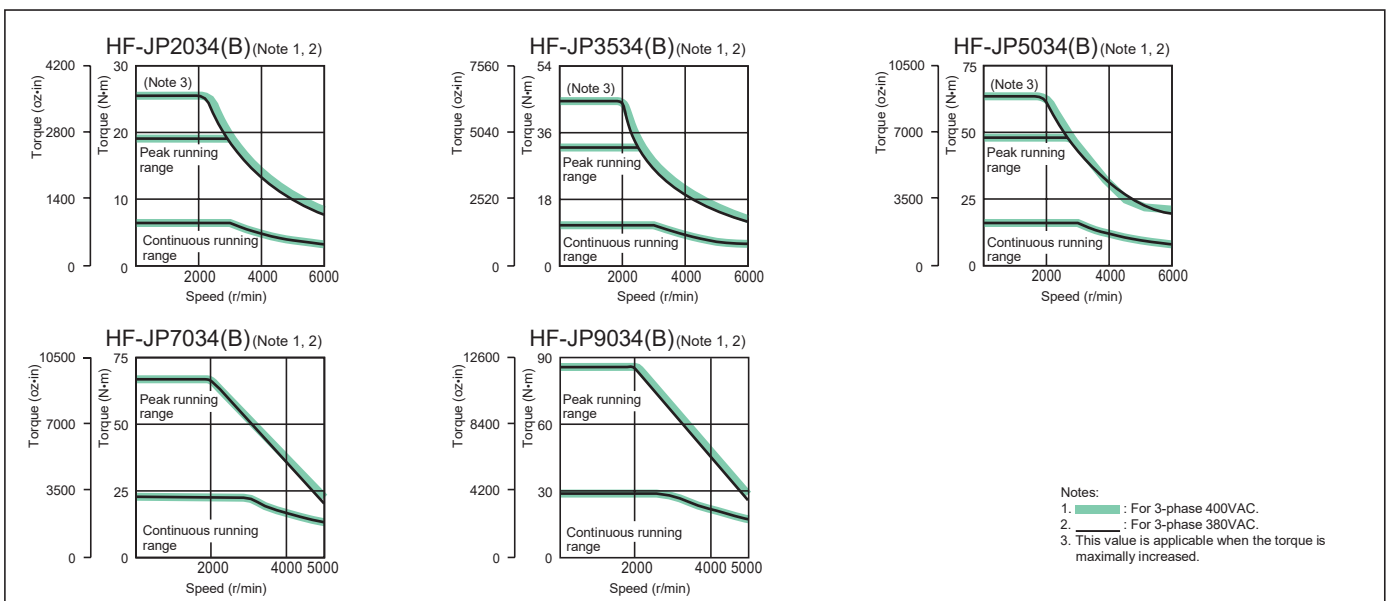 HF-JP2034(B)(Note 1, 2)
4200
2800
1400
0
Torque (oz•in)
30
20
10
0
Torque (N•m)
(Note 3)
Peak running
range
Continuous running
range
2000
4000
6000
Speed (r/min)
HF-JP3534(B)(Note 1, 2)
7560
5040
2520
0
Torque (oz•in)
54
36
18
0
Torque (N•m)
(Note 3)
Peak running
range
Continuous running
range
2000
4000
6000
Speed (r/min)
HF-JP5034(B)(Note 1, 2)
10500
7000
3500
0
Torque (oz•in)
75
50
25
0
Torque (N•m)
(Note 3)
Peak running
range
Continuous running
range
2000
4000
6000
Speed (r/min)
HF-JP7034(B)(Note 1, 2)
10500
7000
3500
0
Torque (oz•in)
75
50
25
0
Torque (N•m)
Peak running
range
Continuous running
range
2000
4000
5000
Speed (r/min)
HF-JP9034(B)(Note 1, 2)
12600
8400
4200
0
Torque (oz•in)
90
60
30
0
Torque (N•m)
Peak running
range
Continuous running
range
2000
4000
5000
Speed (r/min)
Notes:
1. : For 3-phase 400VAC.
2. : For 3-phase 380VAC.
3. This value is applicable when the torque is
maximally increased.